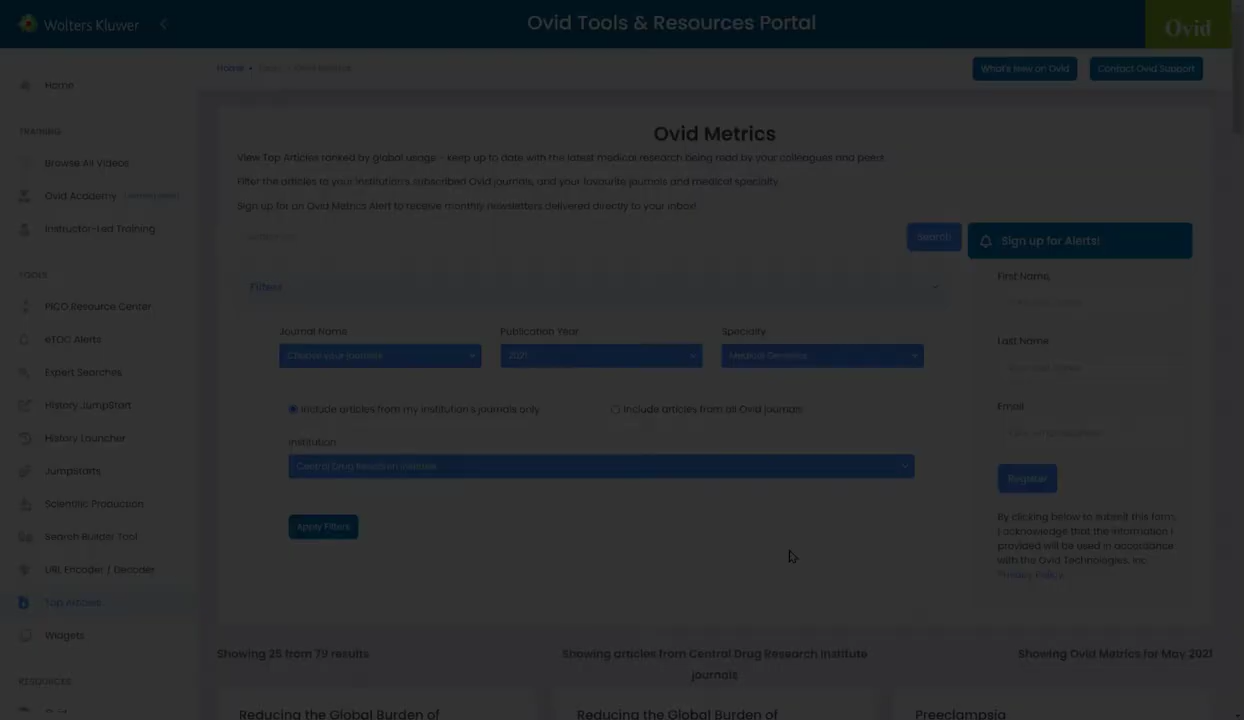 Wolters Kluwer
Ovid Tools & Resources Portal
Ovid
Home
Ovid Metrics
What's New on Ovid
Contact Ovid Support
Home
TRAINING
Browse All Videos
Ovid Academy
Instructor-Led Training
TOOLS
PICO Resource Center
eTOC Alerts
Expert Searches
History JumpStart
History Launcher
Jumpstarts
Scientific Production
Search Builder Tool
URL Encoder / Decoder
Top Articles
Widgets
RESOURCES
Ovid Metrics
View Top Articles ranked by global usage - keep up to date with the latest medical research being read by your colleagues and peers.
Filter the articles to your institution's subscribed Ovid journals, and your favourite journals and medical specialty.
Sign up for an Ovid Metrics Alert to receive monthly newsletters delivered directly to your inbox!
Search
Filters
Journal Name
Publication Year
Specialty
Choose your journals
2021
Medical Genetics
Include articles from my institution's journals only
Include articles from all Ovid journals
Institution
Central Drug Research Institute
Apply Filters
Sign up for Alerts!
First Name
Last Name
Email
Register
By clicking below to submit this form,
I acknowledge that the information I
provided will be used in accordance
with the Ovid Technologies, Inc.
Privacy Policy.
Showing 25 from 79 results
Showing articles from Central Drug Research Institute
journals
Showing Ovid Metrics for May 2021
Reducing the Global Burden of
Reducing the Global Burden of
Preeclampsia